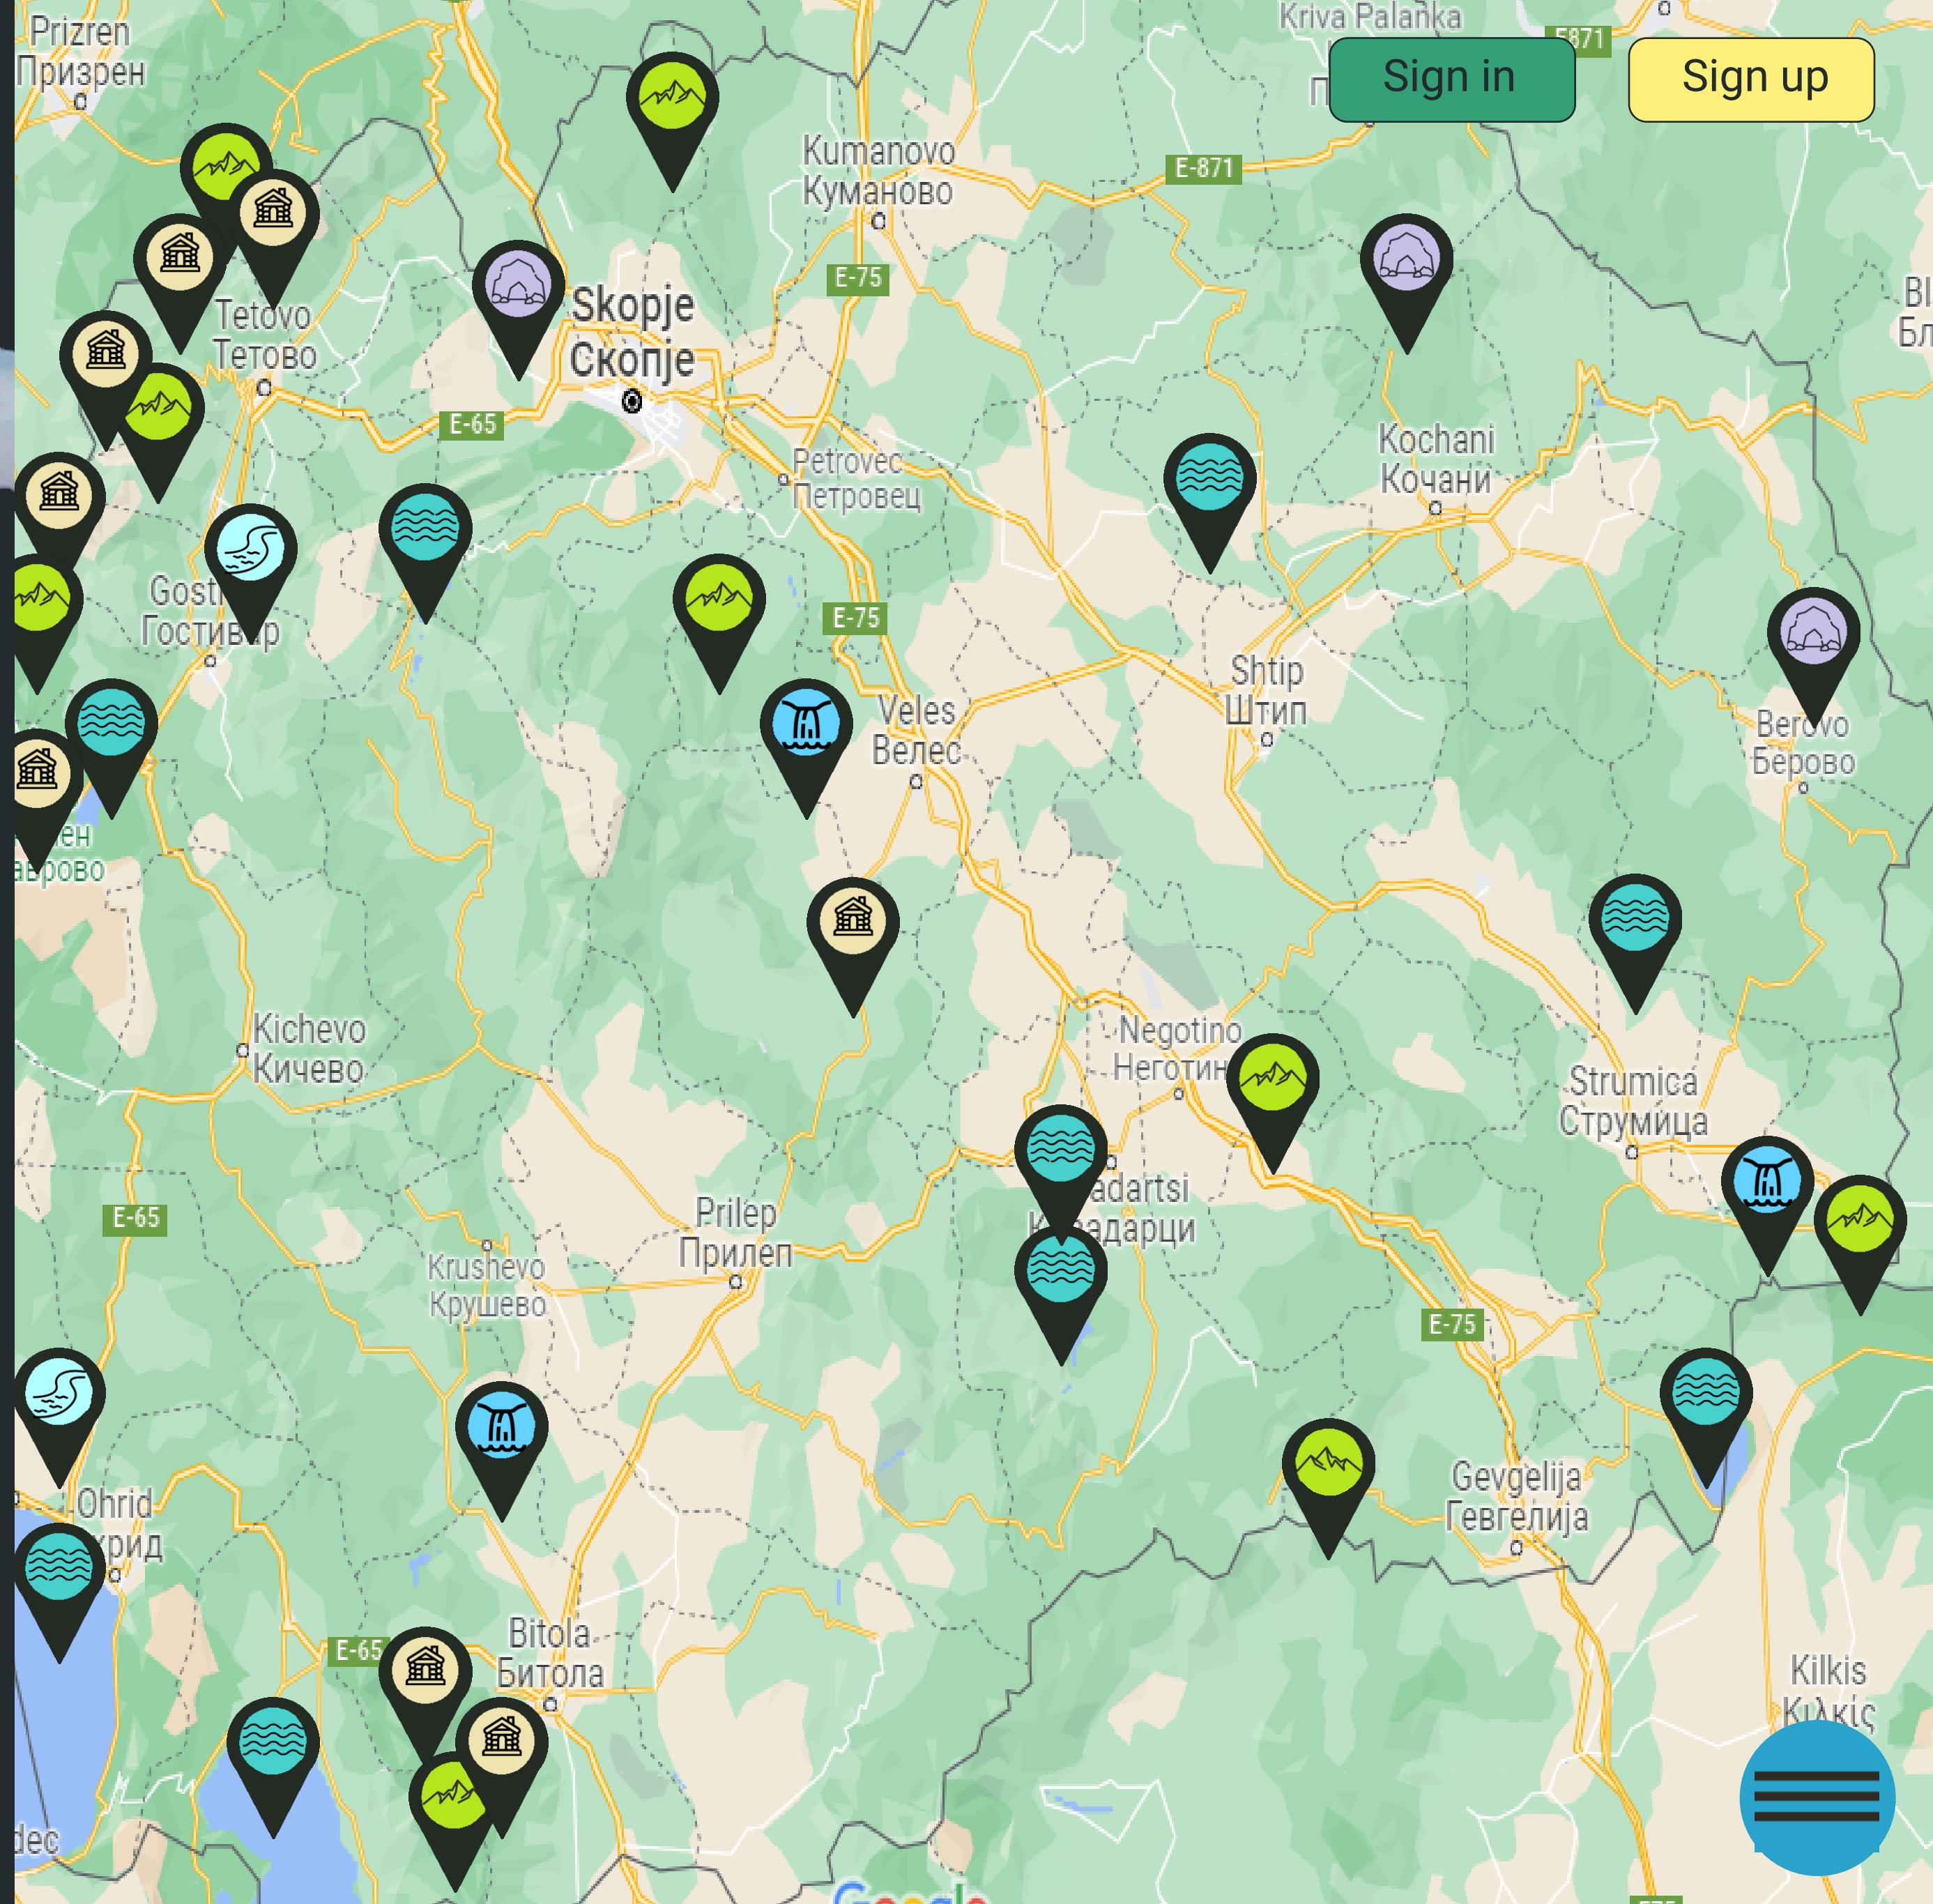 Prizren
Призрен
Kriva Palanka
E871
Sign in
Sign up
Kumanovo
Куманово
E-871
E-75
Tetovo
Тетово
Skopje
Скопје
E-65
Petrovec
Петровец
Kochani
Кочани
E-75
Гостивар
Shtip
Штип
Veles
Велес
Berovo
Берово
Kichevo
Кичево
Negotino
Strumica
Струмица
E-65
Prilep
Прилеп
Krushevo
Крушево
E-75
Gevgelija
Гевгелија
Ohrid
E-65
Bitola
Битола
Kilkis
Κιλκίς
Google